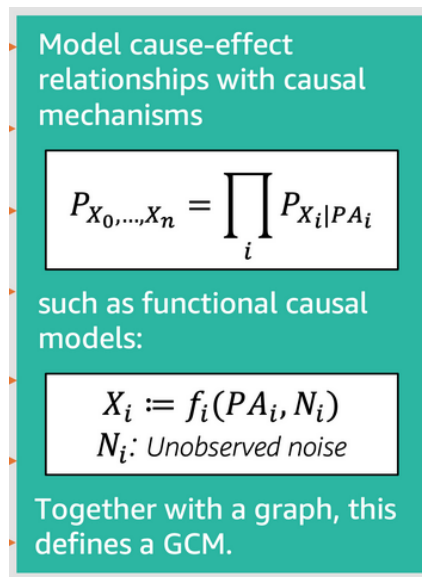 Model cause-effect
relationships with causal
mechanisms
P_{X_0,...,X_n} = ∏_i P_{X_i|PA_i}
such as functional causal
models:
X_i ≔ f_i(PA_i, N_i)
N_i: Unobserved noise
Together with a graph, this
defines a GCM.